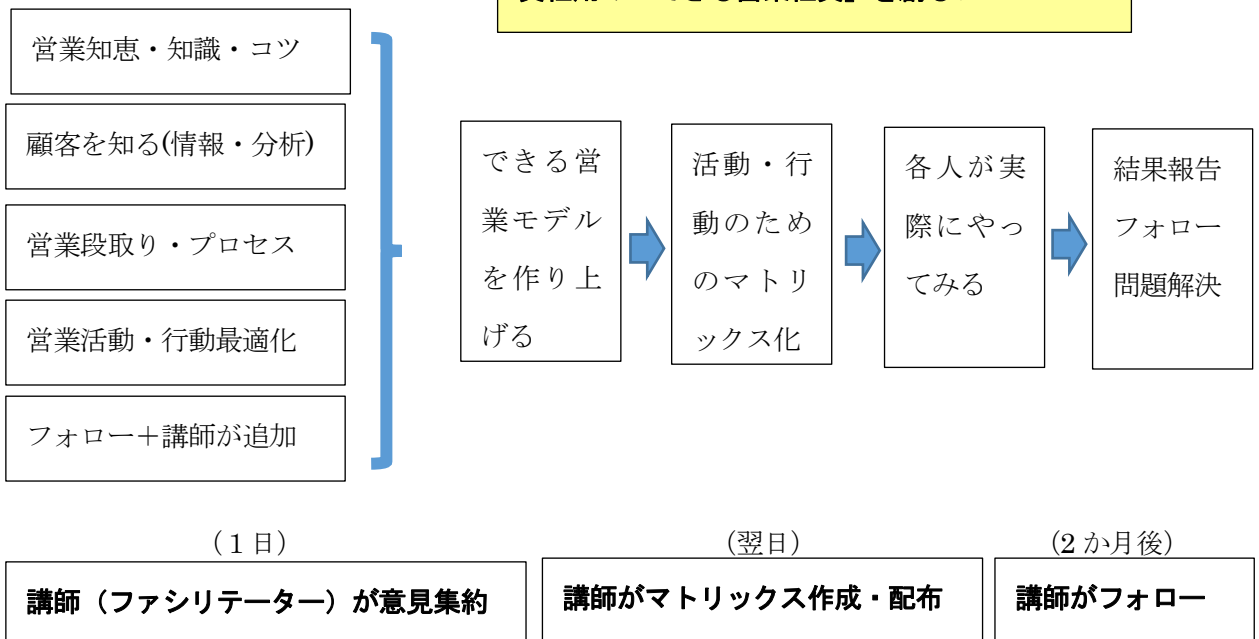 営業知恵・知識・コツ
顧客を知る(情報・分析)
営業段取り・プロセス
営業活動・行動最適化
フォロー＋講師が追加
できる営
業モデル
を作り上
げる
活動・行
動のため
のマトリ
ックス化
各人が実
際にやっ
てみる
結果報告
フォロー
問題解決
(１日)
(翌日)
(2 か月後)
講師（ファシリテーター）が意見集約
講師がマトリックス作成・配布
講師がフォロー